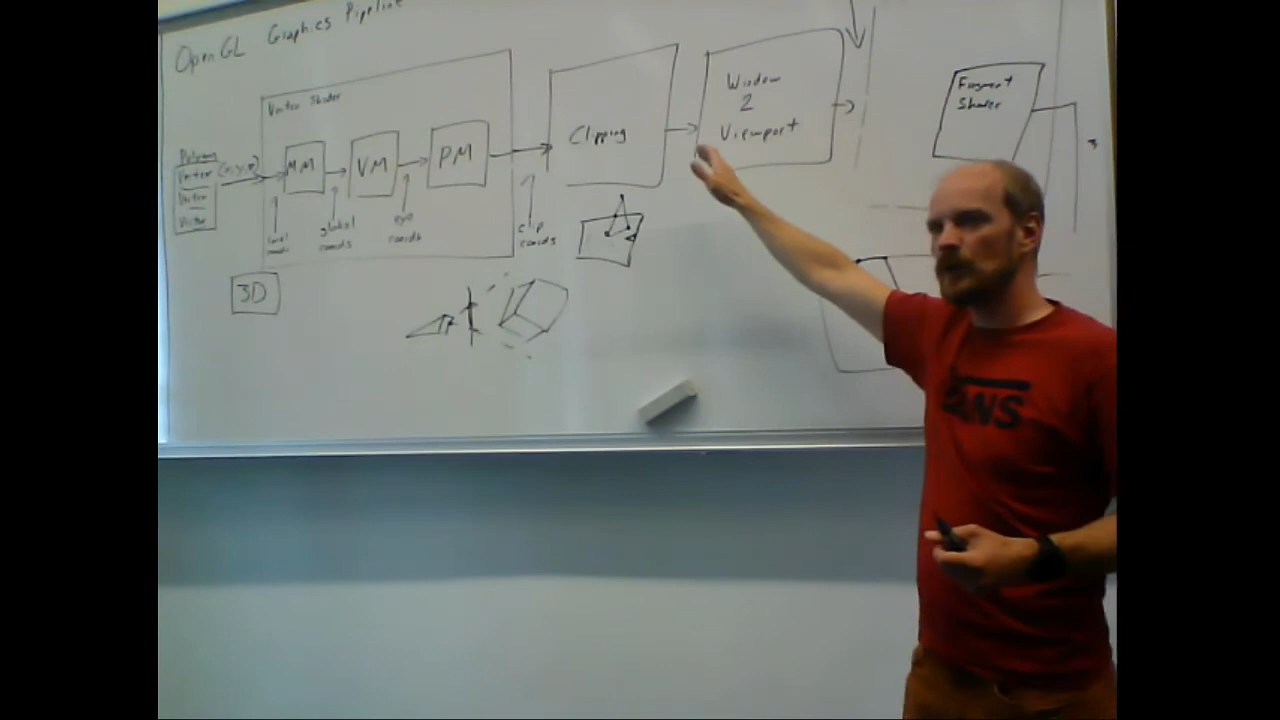 OpenGL Graphics Pipeline
Vertex Shader
Polygon
Vertex
Vertex
Vertex
(x,y,z)
MM
VM
PM
local
global
coords
eye
coords
clip
coords
3D
Clipping
Window
2
Viewport
Fragment
Shader
VANS